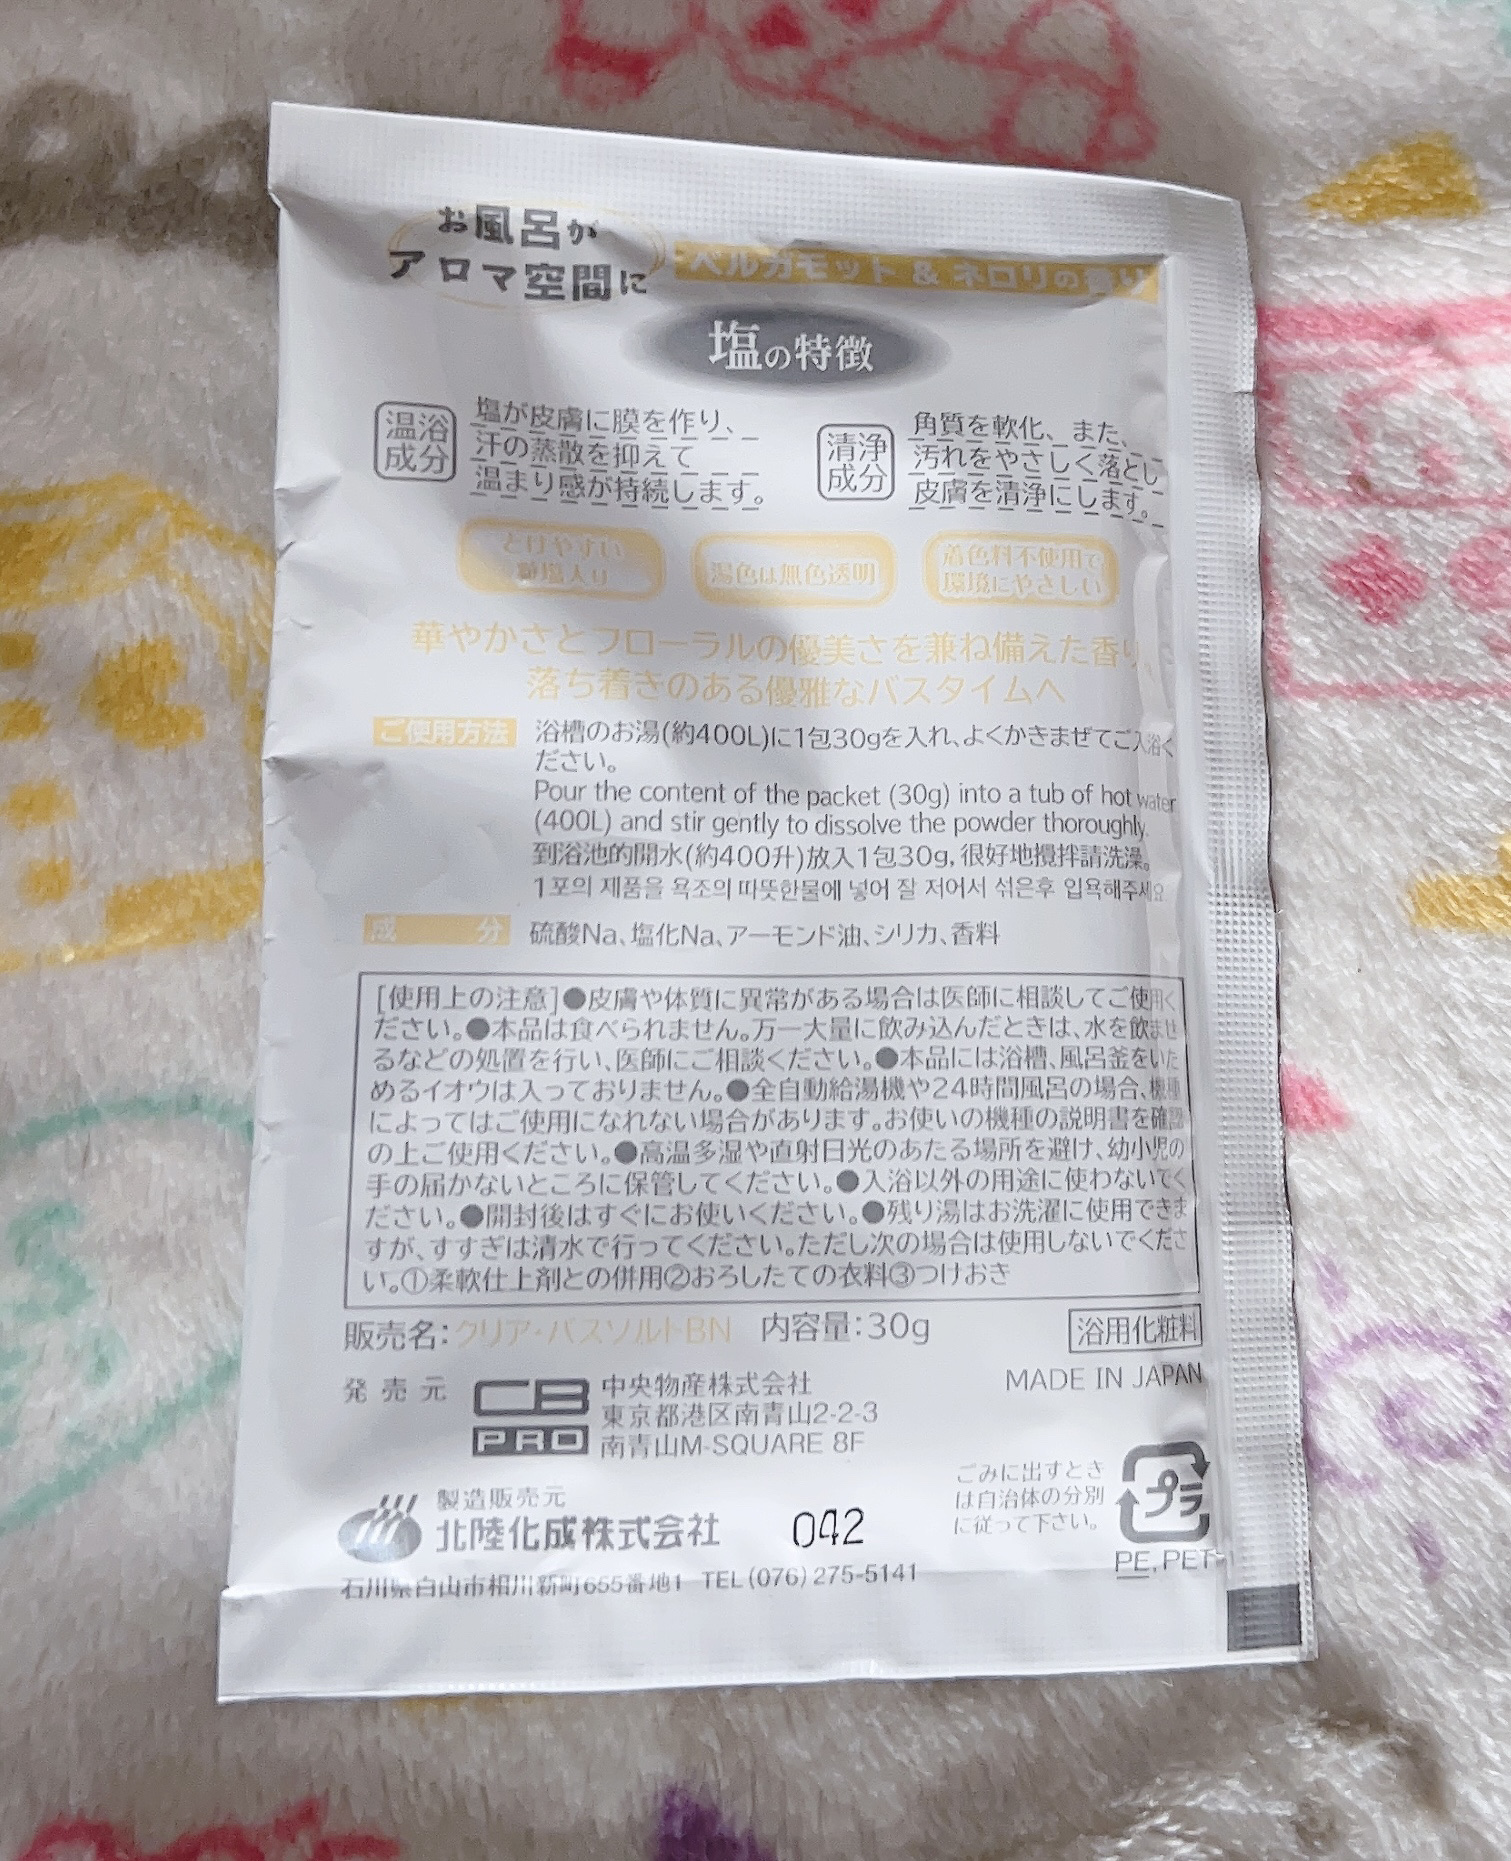 お風呂が
アロマ空間に
ベルガモット & ネロリの香り
塩の特徴
温浴
成分
塩が皮膚に膜を作り、
汗の蒸散を抑えて
温まり感が持続します。
清浄
成分
角質を軟化、また、
汚れをやさしく落とし
皮膚を清浄にします。
とけやすい
入り
湯色は無色透明
着色料不使用で
環境にやさしい
華やかさとフローラルの優美さを兼ね備えた香り
落ち着きのある優雅なバスタイムへ
ご使用方法
浴槽のお湯(約400L)に1包30gを入れ、よくかきまぜてご入浴く
ださい。
Pour the content of the packet (30g) into a tub of hot water
(400L) and stir gently to dissolve the powder thoroughly.
到浴池的開水(約400升)放入1包30g, 很好地攪拌請洗澡。
1포의 제품을 욕조의 따뜻한물에 넣어 잘 저어서 섞은후 입욕해주세요
成分
硫酸Na、塩化Na、アーモンド油、シリカ、香料
[使用上の注意]●皮膚や体質に異常がある場合は医師に相談してご使用く
ださい。●本品は食べられません。万一大量に飲み込んだときは、水を飲ませ
るなどの処置を行い、医師にご相談ください。●本品には浴槽、風呂釜をいた
めるイオウは入っておりません。●全自動給湯機や24時間風呂の場合、機種
によってはご使用になれない場合があります。お使いの機種の説明書を確認
の上ご使用ください。●高温多湿や直射日光のあたる場所を避け、幼小児の
手の届かないところに保管してください。●入浴以外の用途に使わないでく
ださい。●開封後はすぐにお使いください。●残り湯はお洗濯に使用できま
すが、すすぎは清水で行ってください。ただし次の場合は使用しないでくださ
い。①柔軟仕上剤との併用②おろしたての衣料③つけおき
販売名：クリア・バスソルトBN 内容量：30g
浴用化粧料
MADE IN JAPAN
発売元
CB
PRO
中央物産株式会社
東京都港区南青山2-2-3
南青山M-SQUARE 8F
製造販売元
北陸化成株式会社
042
石川県白山市相川新町655番地1 TEL(076)275-5141
ごみに出すとき
は自治体の分別
に従って下さい。
プラ
PE, PET